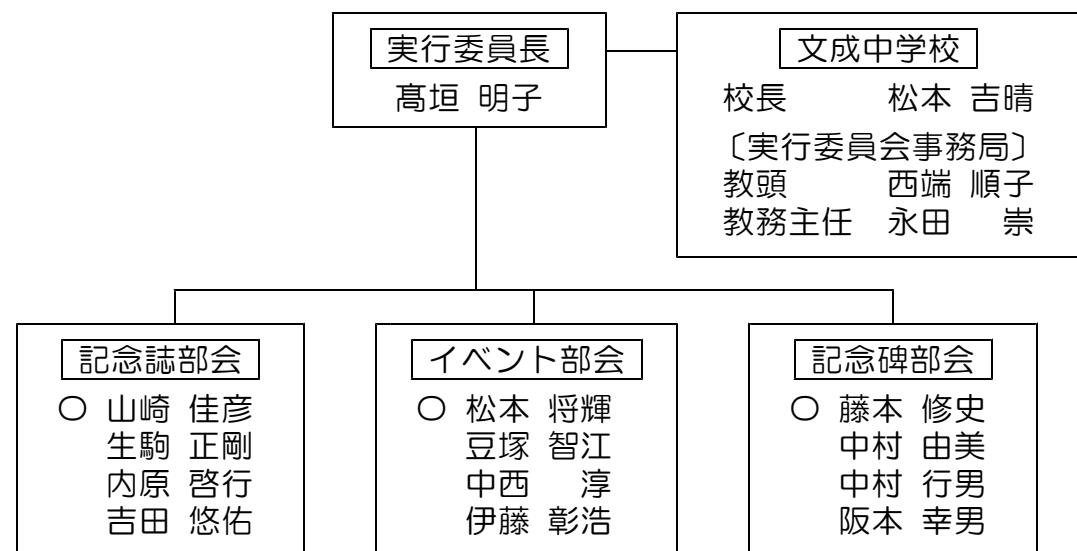 実行委員長
髙垣 明子
文成中学校
校長 松本 吉晴
〔実行委員会事務局〕
教頭 西端 順子
教務主任 永田 崇
記念誌部会
○ 山崎 佳彦
生駒 正剛
内原 啓行
吉田 悠佑
イベント部会
○ 松本 将輝
豆塚 智江
中西 淳
伊藤 彰浩
記念碑部会
○ 藤本 修史
中村 由美
中村 行男
阪本 幸男